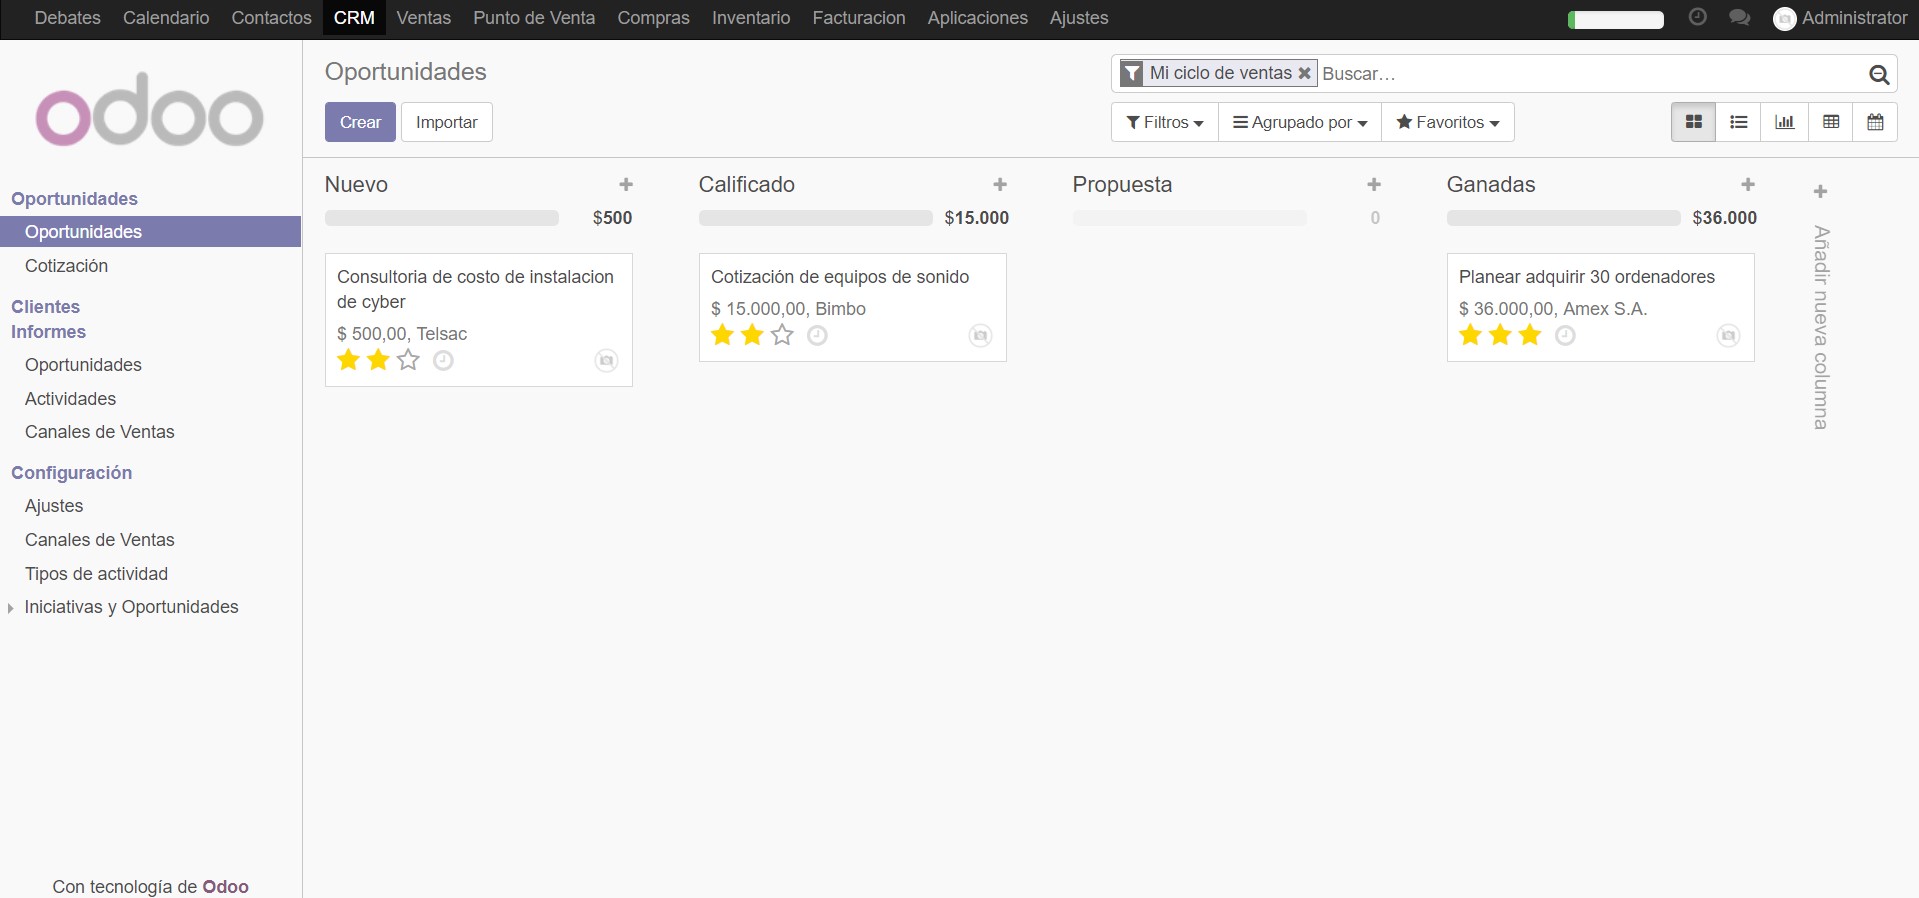 Debates Calendario Contactos CRM Ventas Punto de Venta Compras Inventario Facturacion Aplicaciones Ajustes Administrator
odoo
Oportunidades
Oportunidades
Cotización
Clientes
Informes
Oportunidades
Actividades
Canales de Ventas
Configuración
Ajustes
Canales de Ventas
Tipos de actividad
Iniciativas y Oportunidades
Con tecnología de Odoo
Oportunidades
Mi ciclo de ventas Buscar...
Crear Importar
Filtros Agrupado por Favoritos
Nuevo
$500
Consultoria de costo de instalacion
de cyber
$ 500,00, Telsac
Calificado
$15.000
Cotización de equipos de sonido
$ 15.000,00, Bimbo
Propuesta
0
Ganadas
$36.000
Planear adquirir 30 ordenadores
$ 36.000,00, Amex S.A.
Añadir nueva columna